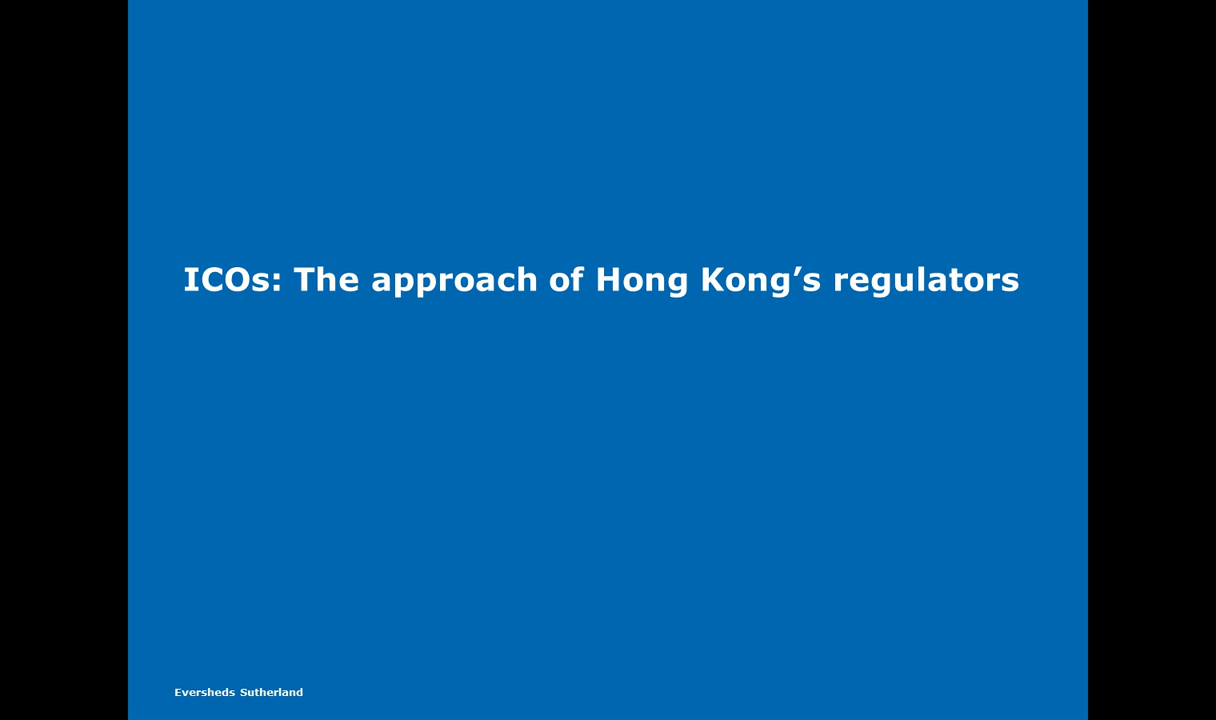 ICOs: The approach of Hong Kong’s regulators
Eversheds Sutherland